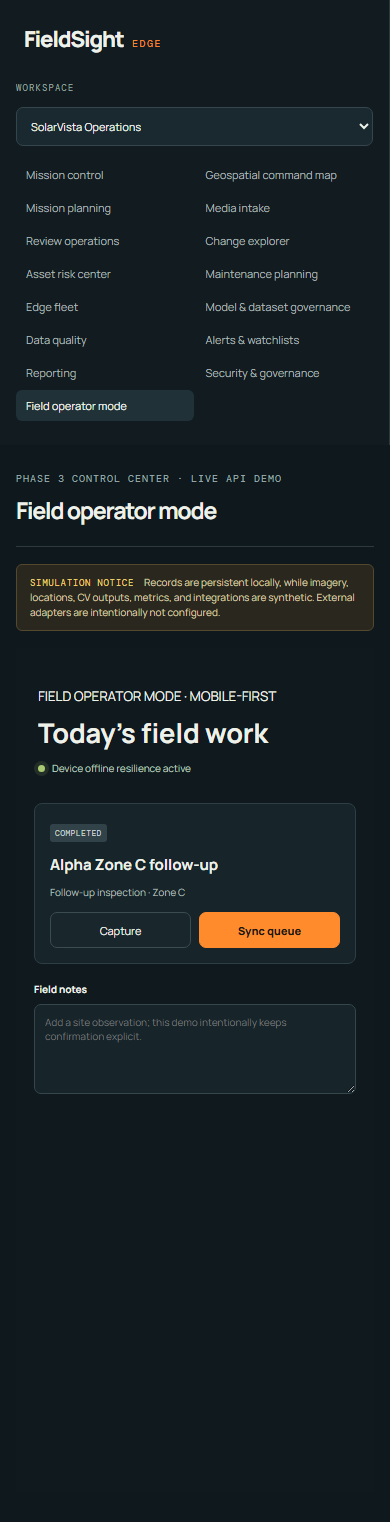 FieldSight EDGE
WORKSPACE
SolarVista Operations
Mission control
Geospatial command map
Mission planning
Media intake
Review operations
Change explorer
Asset risk center
Maintenance planning
Edge fleet
Model & dataset governance
Data quality
Alerts & watchlists
Reporting
Security & governance
Field operator mode
PHASE 3 CONTROL CENTER · LIVE API DEMO
Field operator mode
SIMULATION NOTICE Records are persistent locally, while imagery,
locations, CV outputs, metrics, and integrations are synthetic. External
adapters are intentionally not configured.
FIELD OPERATOR MODE · MOBILE-FIRST
Today's field work
Device offline resilience active
COMPLETED
Alpha Zone C follow-up
Follow-up inspection · Zone C
Capture
Sync queue
Field notes
Add a site observation; this demo intentionally keeps
confirmation explicit.